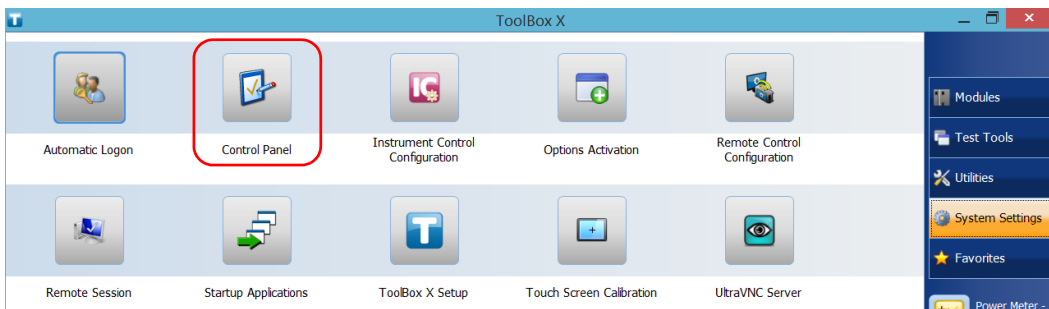 ToolBox X
Automatic Logon
Control Panel
Instrument Control
Configuration
Options Activation
Remote Control
Configuration
Remote Session
Startup Applications
ToolBox X Setup
Touch Screen Calibration
UltraVNC Server
Modules
Test Tools
Utilities
System Settings
Favorites
Power Meter -